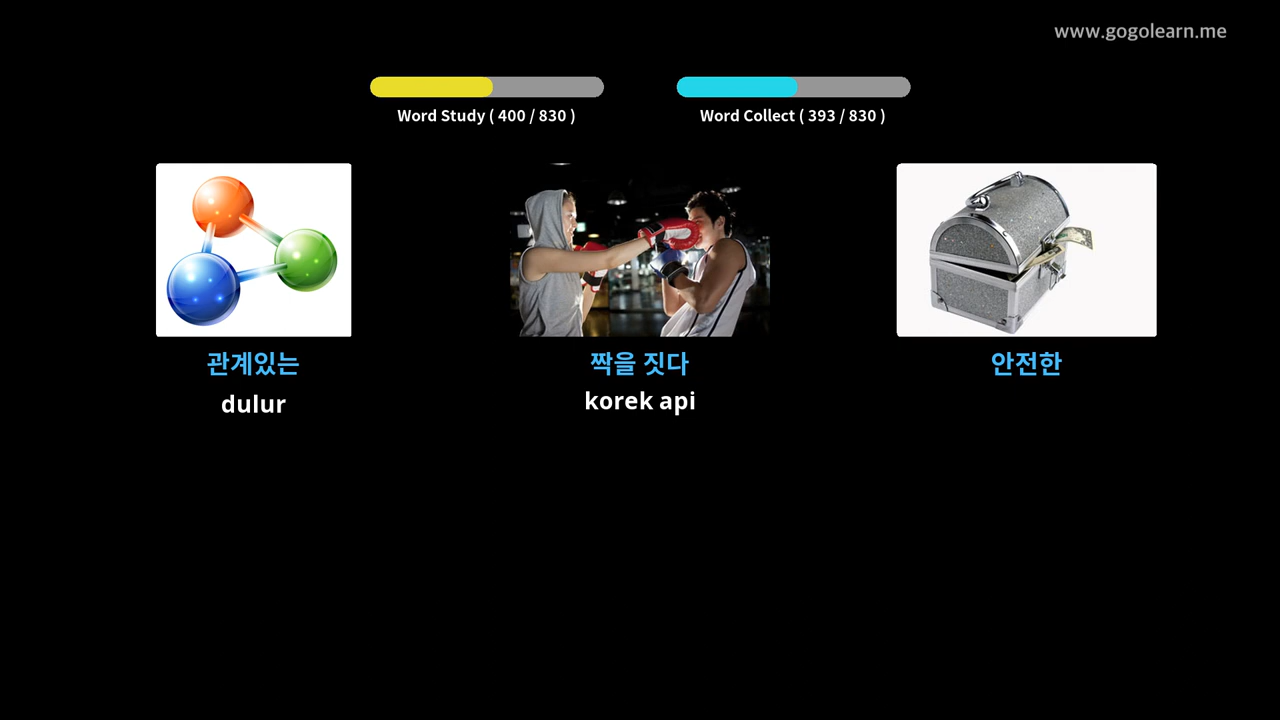 www.gogolearn.me
Word Study ( 400 / 830 )
Word Collect ( 393 / 830 )
관계있는
dulur
짝을 짓다
korek api
안전한